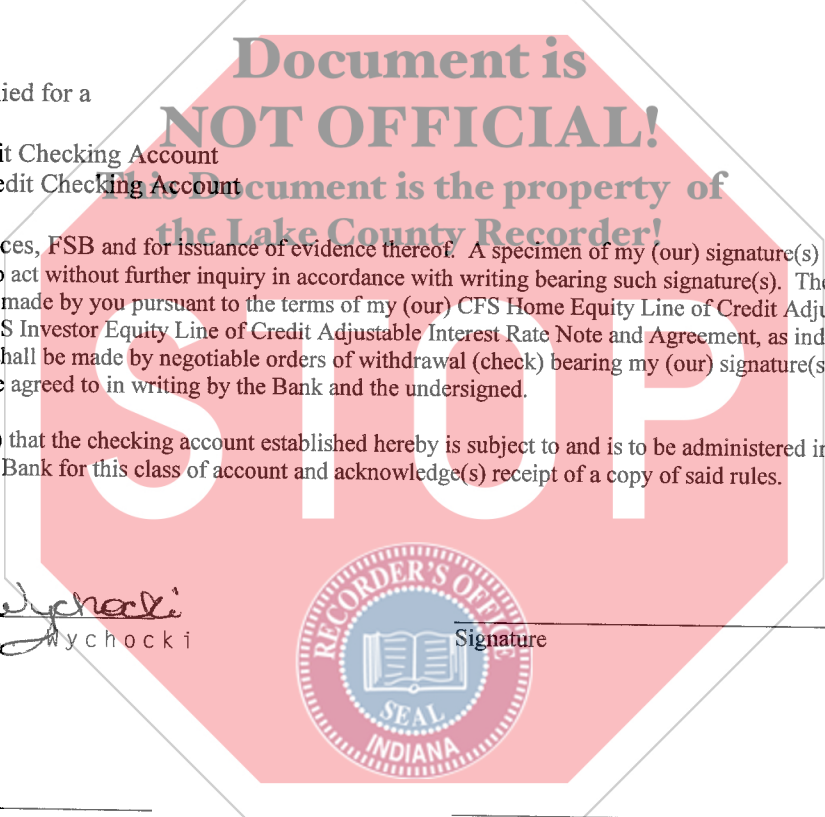 Document is
ied for a
NOT OFFICIAL!
it Checking Account
edit Checking Account
This Document is the property of
the Lake County Recorder!
ces, FSB and for issuance of evidence thereof. A specimen of my (our) signature(s)
o act without further inquiry in accordance with writing bearing such signature(s). The
made by you pursuant to the terms of my (our) CFS Home Equity Line of Credit Adju
S Investor Equity Line of Credit Adjustable Interest Rate Note and Agreement, as ind
hall be made by negotiable orders of withdrawal (check) bearing my (our) signature(s
e agreed to in writing by the Bank and the undersigned.
STOP
o that the checking account established hereby is subject to and is to be administered in
Bank for this class of account and acknowledge(s) receipt of a copy of said rules.
Wychocki
Wychocki
Signature
RECORDER'S OFFICE
SEAL
INDIANA